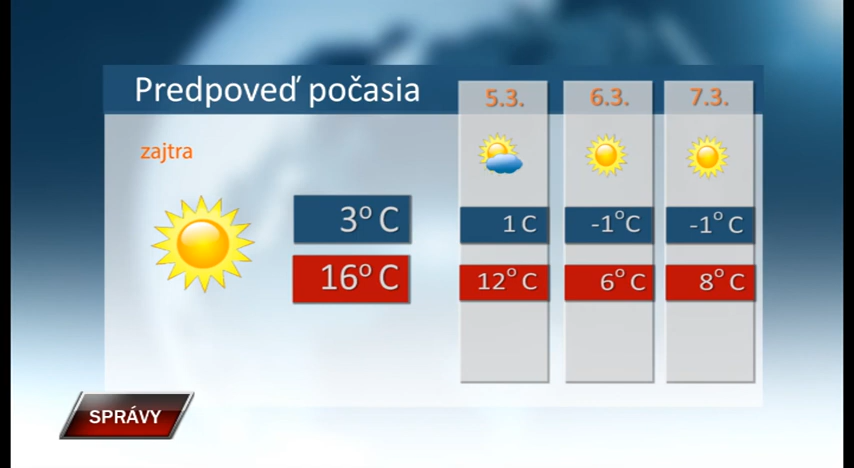 Predpoveď počasia
zajtra
3° C
16° C
5.3.
1 C
12° C
6.3.
-1°C
6° C
7.3.
-1° C
8° C
SPRÁVY